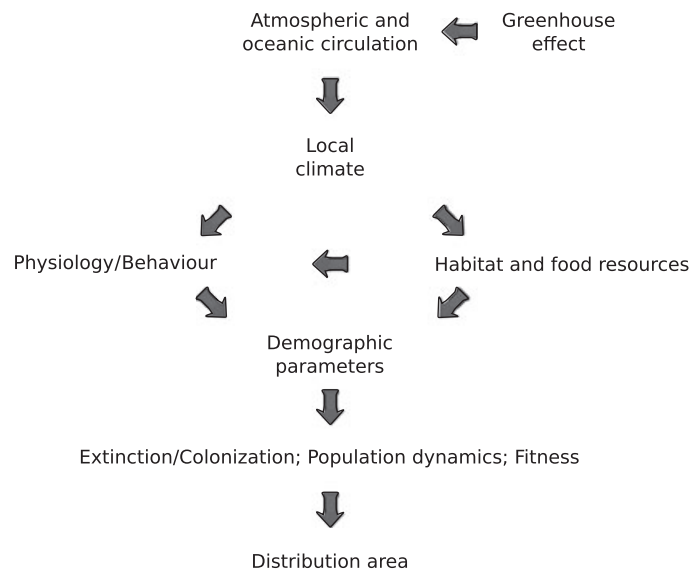 Atmospheric and
oceanic circulation
Greenhouse
effect
Local
climate
Physiology/Behaviour
Habitat and food resources
Demographic
parameters
Extinction/Colonization; Population dynamics; Fitness
Distribution area